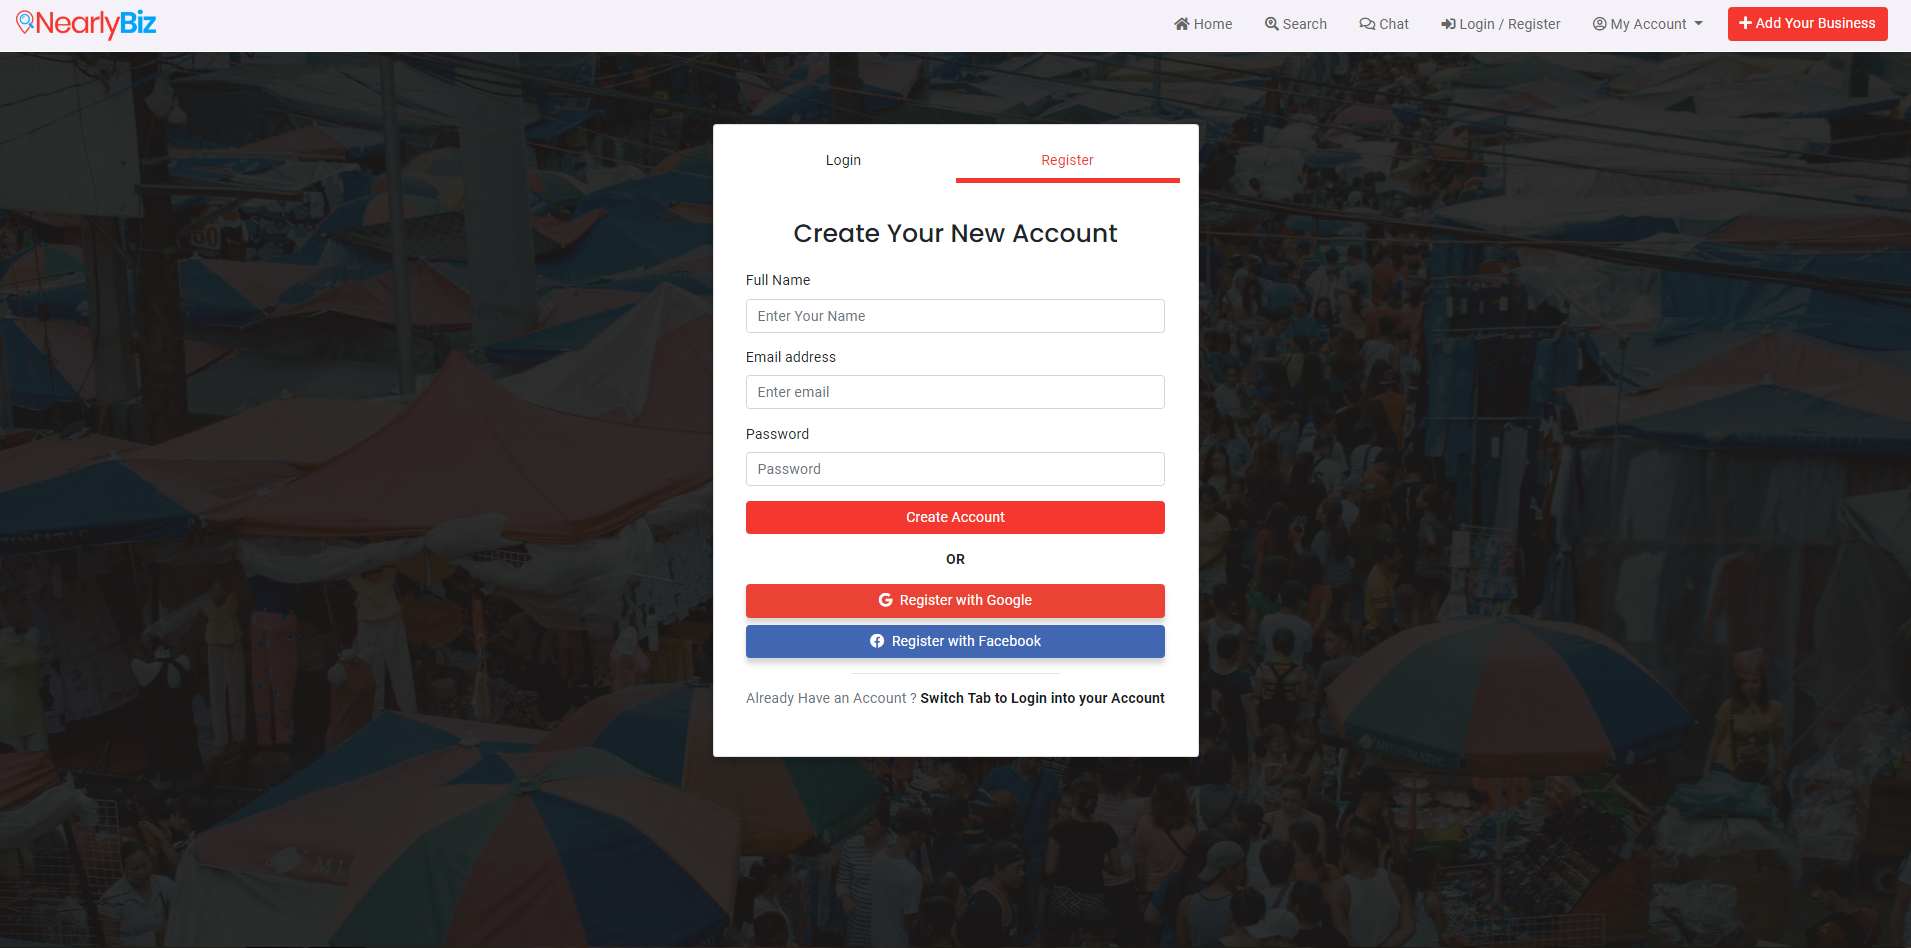 NearlyBiz
Home Search Chat Login / Register My Account Add Your Business
Login Register
Create Your New Account
Full Name
Enter Your Name
Email address
Enter email
Password
Password
Create Account
OR
Register with Google
Register with Facebook
Already Have an Account ? Switch Tab to Login into your Account